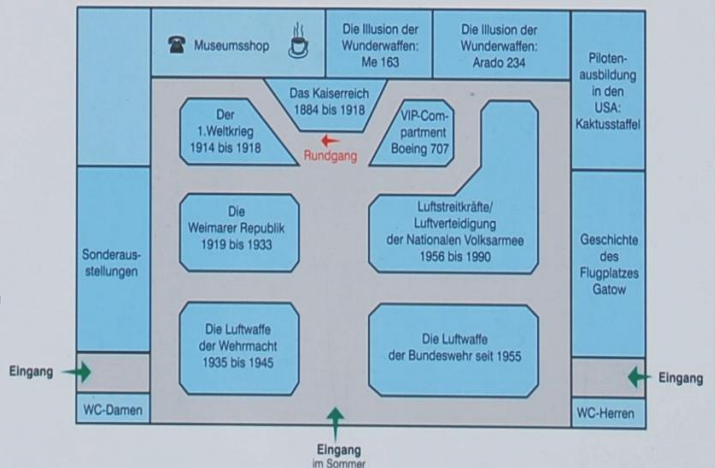 Museumsshop
Die Illusion der
Wunderwaffen:
Me 163
Die Illusion der
Wunderwaffen:
Arado 234
Piloten-
ausbildung
in den
USA:
Kaktusstaffel
Das Kaiserreich
1884 bis 1918
Der
1.Weltkrieg
1914 bis 1918
VIP-Com-
partment
Boeing 707
Rundgang
Die
Weimarer Republik
1919 bis 1933
Luftstreitkräfte/
Luftverteidigung
der Nationalen Volksarmee
1956 bis 1990
Sonderaus-
stellungen
Geschichte
des
Flugplatzes
Gatow
Die Luftwaffe
der Wehrmacht
1935 bis 1945
Die Luftwaffe
der Bundeswehr seit 1955
Eingang
Eingang
WC-Damen
WC-Herren
Eingang
im Sommer